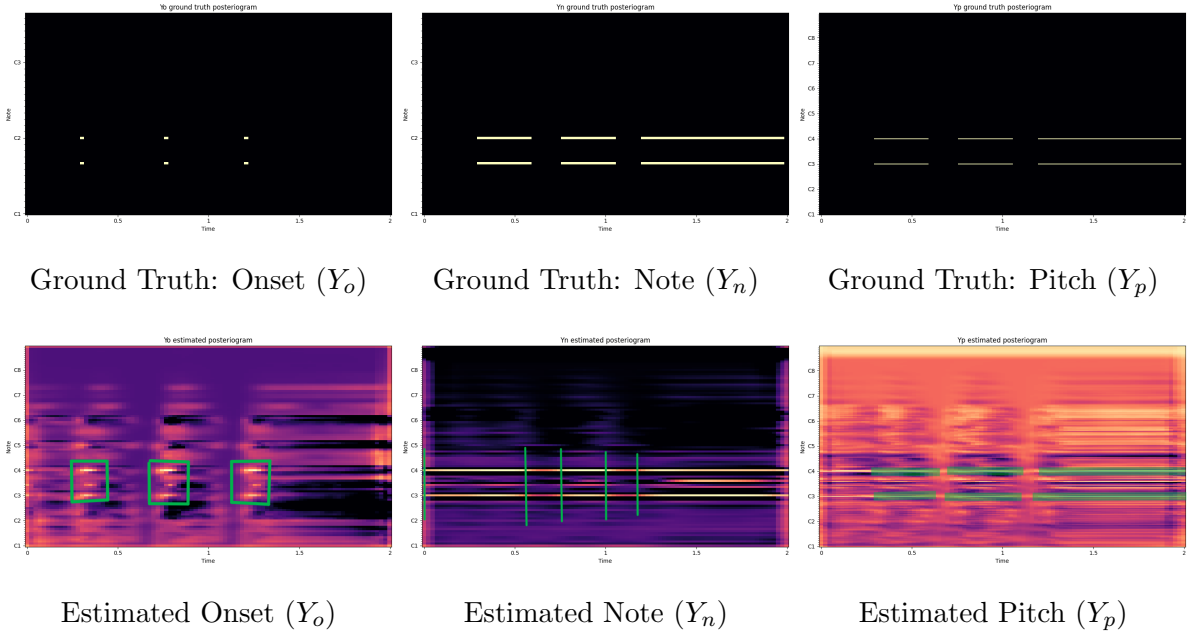 Yo ground truth posteriogram
Note
C3
C2
C1
0
0.5
1
1.5
2
Time
Yn ground truth posteriogram
Note
C3
C2
C1
0
0.5
1
1.5
2
Time
Yp ground truth posteriogram
Note
C8
C7
C6
C5
C4
C3
C2
C1
0
0.5
1
1.5
2
Time
Ground Truth: Onset (Yo)
Ground Truth: Note (Yn)
Ground Truth: Pitch (Yp)
Yo estimated posteriogram
Note
C8
C7
C6
C5
C4
C3
C2
C1
0
0.5
1
1.5
2
Time
Yn estimated posteriogram
Note
C8
C7
C6
C5
C4
C3
C2
C1
0
0.5
1
1.5
2
Time
Yp estimated posteriogram
Note
C8
C7
C6
C5
C4
C3
C2
C1
0
0.5
1
1.5
2
Time
Estimated Onset (Yo)
Estimated Note (Yn)
Estimated Pitch (Yp)